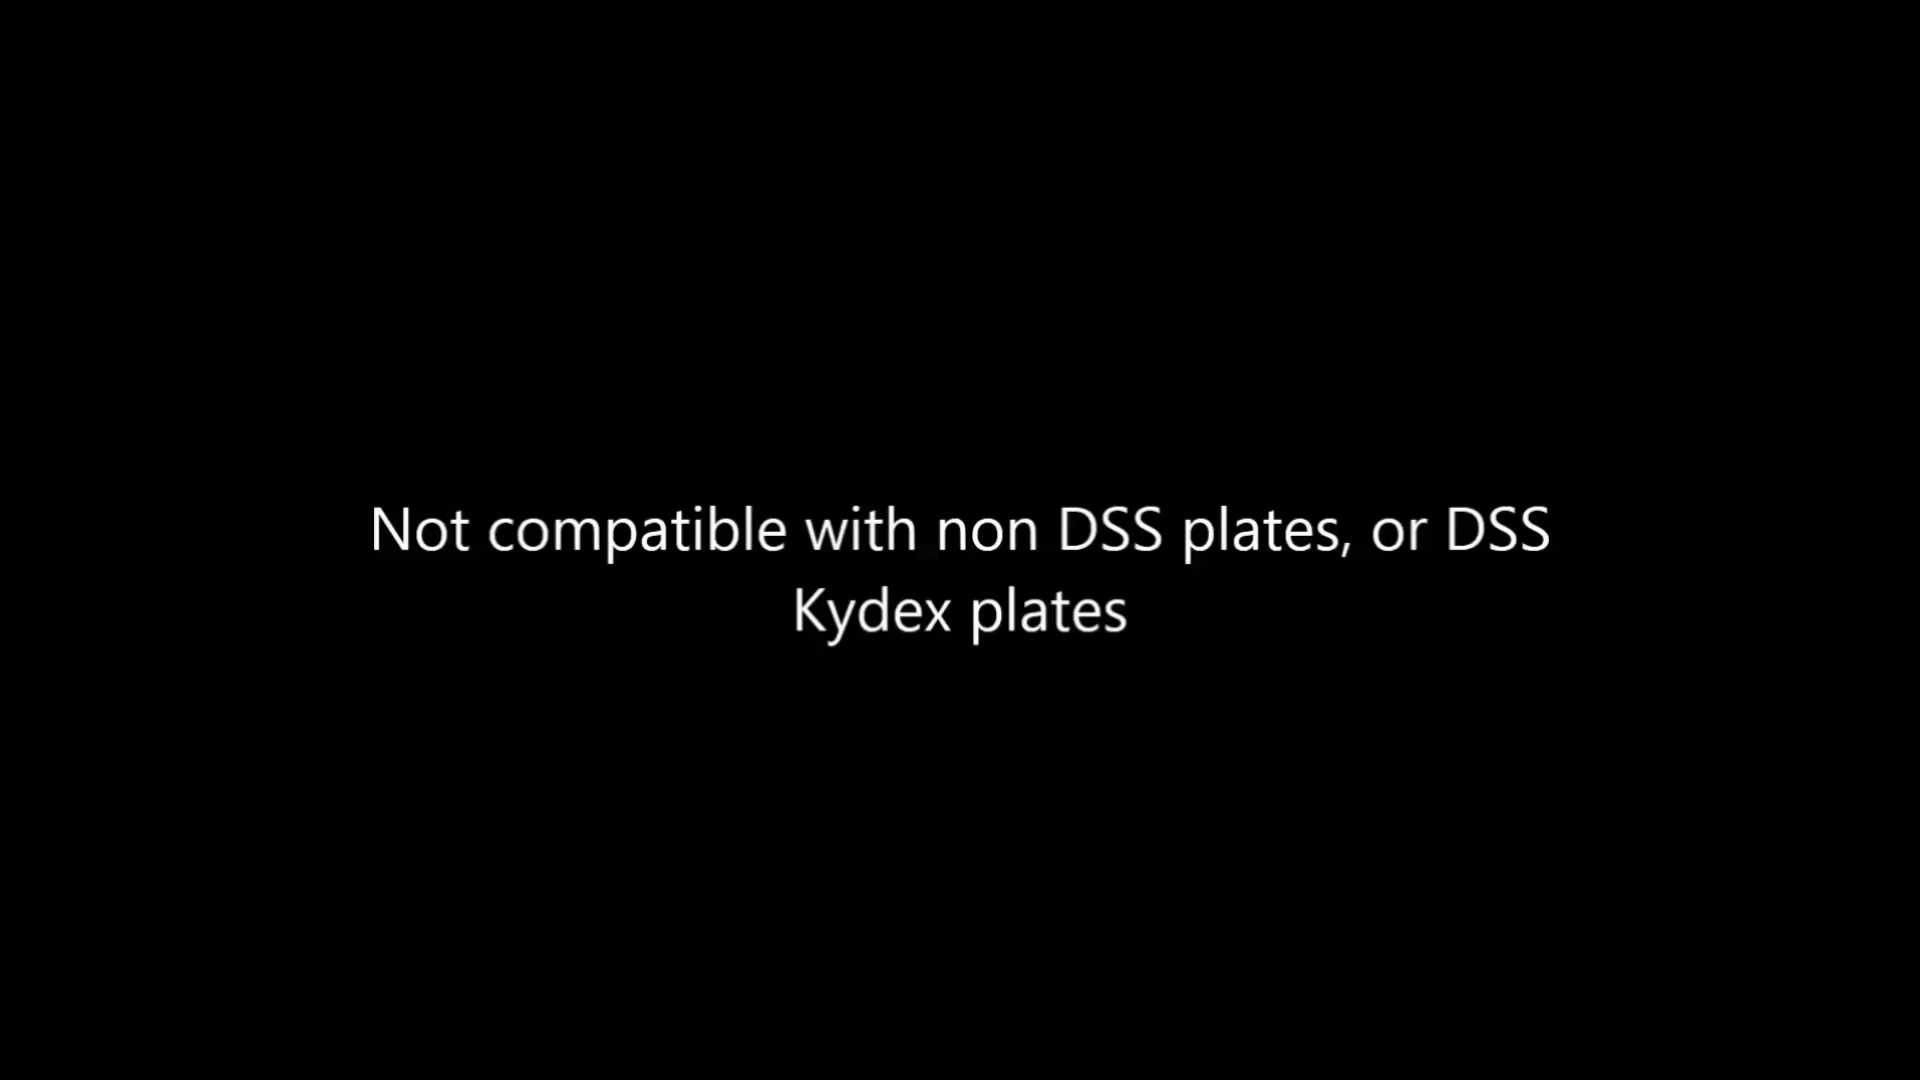 Not compatible with non DSS plates, or DSS
Kydex plates